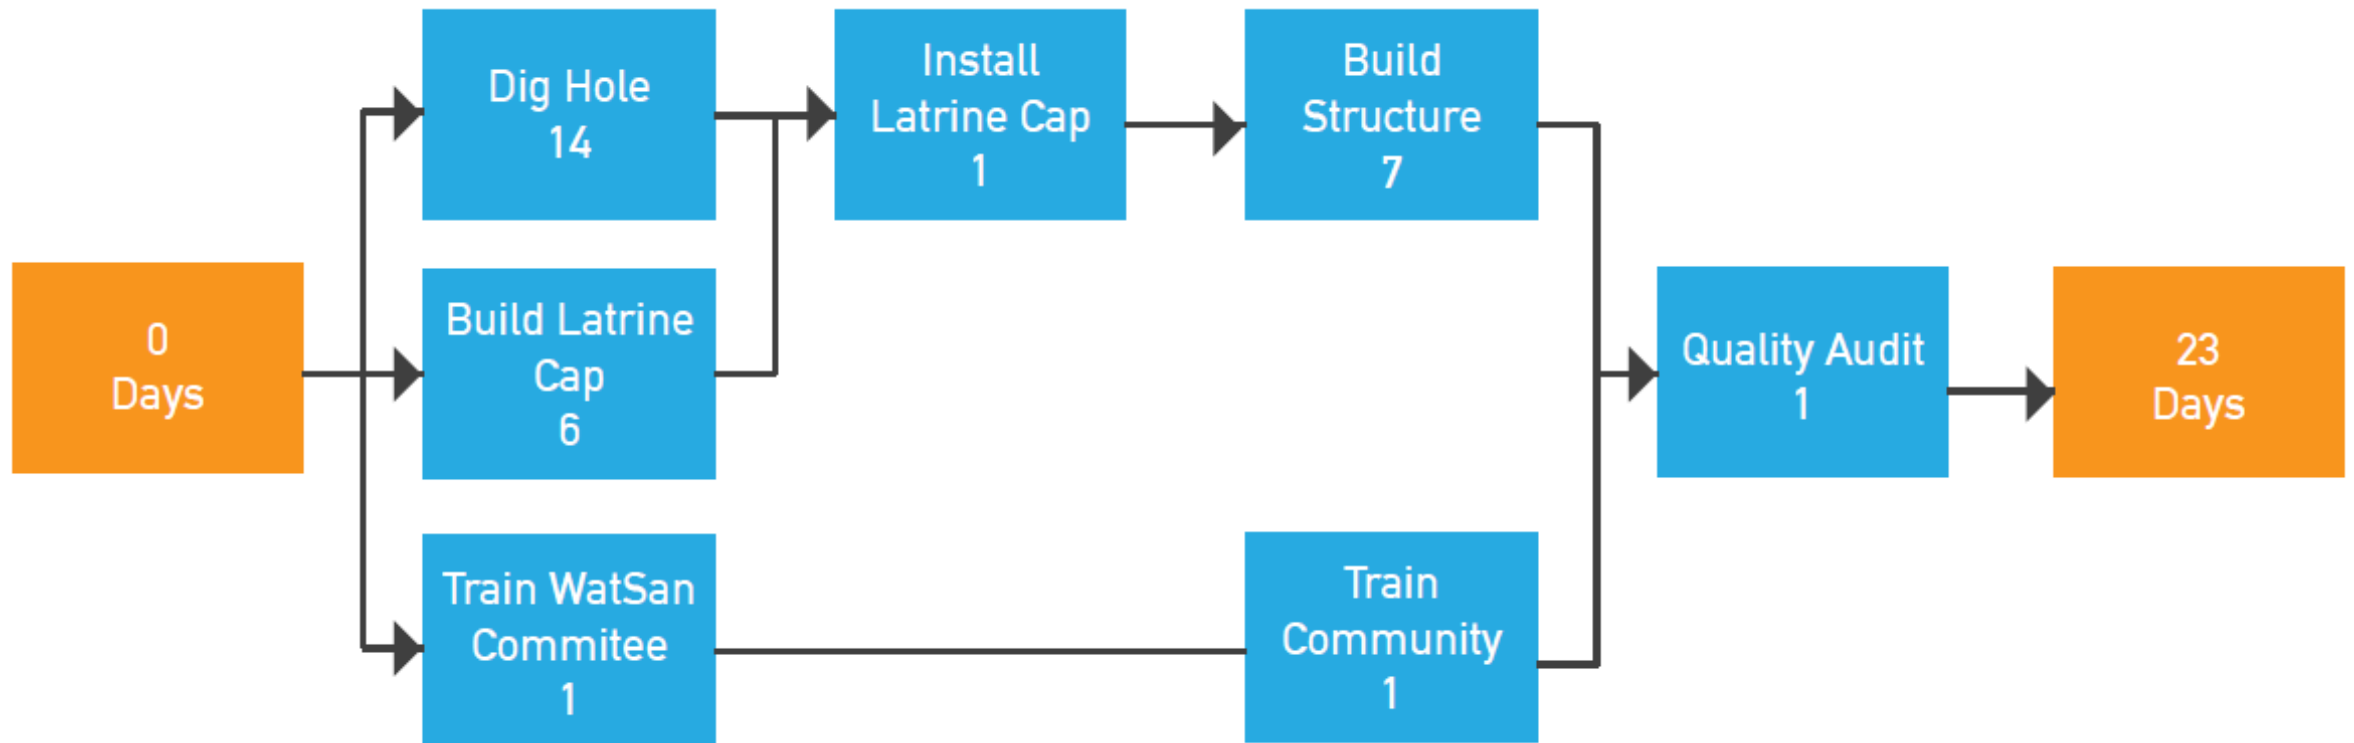 0
Days
Dig Hole
14
Build Latrine
Cap
6
Train WatSan
Commitee
1
Install
Latrine Cap
1
Build
Structure
7
Train
Community
1
Quality Audit
1
23
Days